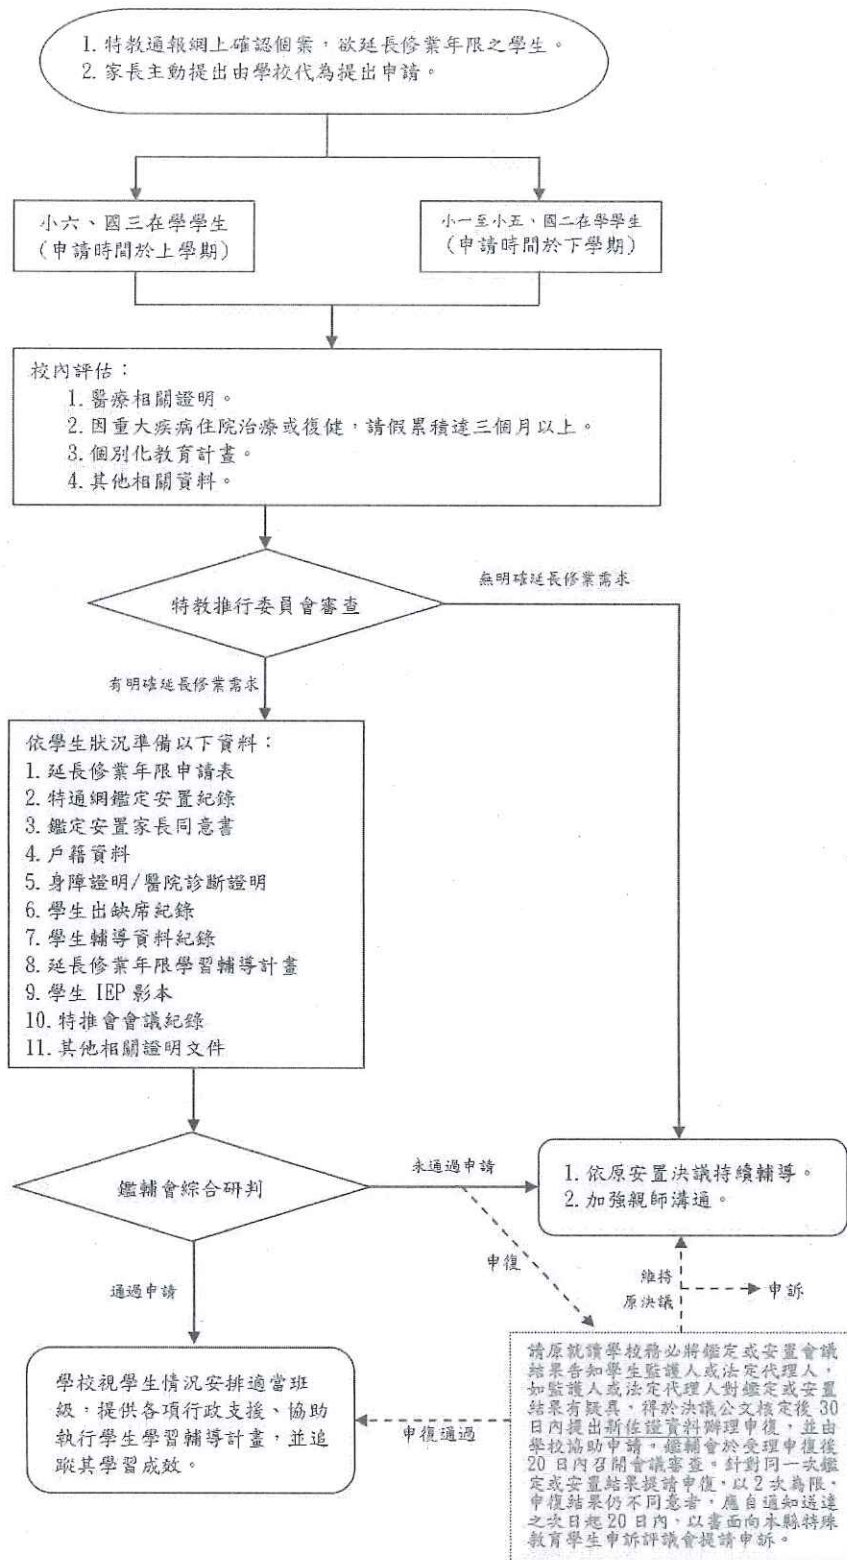 1. 特教通報網上確認個案，欲延長修業年限之學生。
2. 家長主動提出由學校代為提出申請。
小六、國三在學學生
(申請時間於上學期)
小一至小五、國二在學學生
(申請時間於下學期)
校內評估：
1. 醫療相關證明。
2. 因重大疾病住院治療或復健，請假累積達三個月以上。
3. 個別化教育計畫。
4. 其他相關資料。
特教推行委員會審查
無明確延長修業需求
有明確延長修業需求
依學生狀況準備以下資料：
1. 延長修業年限申請表
2. 特通網鑑定安置紀錄
3. 鑑定安置家長同意書
4. 戶籍資料
5. 身障證明/醫院診斷證明
6. 學生出缺席紀錄
7. 學生輔導資料紀錄
8. 延長修業年限學習輔導計畫
9. 學生 IEP 影本
10. 特推會會議紀錄
11. 其他相關證明文件
鑑輔會綜合研判
未通過申請
1. 依原安置決議持續輔導。
2. 加強親師溝通。
申復
維持
原決議
申訴
通過申請
學校視學生情況安排適當班
級，提供各項行政支援、協助
執行學生學習輔導計畫，並追
蹤其學習成效。
申復通過
請原就讀學校務必將鑑定或安置會議
結果告知學生監護人或法定代理人，
如監護人或法定代理人對鑑定或安置
結果有疑異，得於決議公文核定後 30
日內提出新佐證資料辦理申復，並由
學校協助申請。鑑輔會於受理申復後
20 日內召開會議審查。針對同一次鑑
定或安置結果提請申復，以 2 次為限，
申復結果仍不同意者，應自通知送達
之次日起 20 日內，以書面向本縣特殊
教育學生申訴評議會提請申訴。